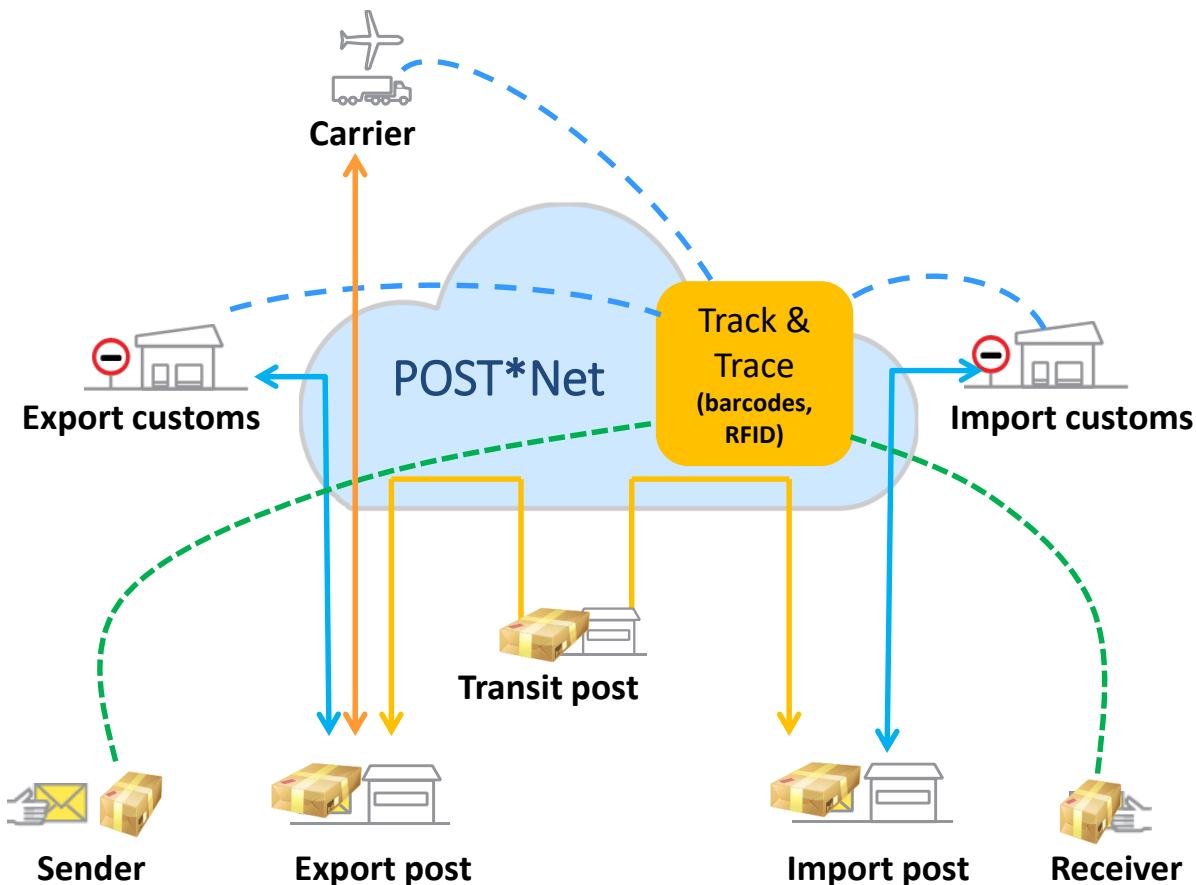 Carrier
Track &
Trace
(barcodes,
RFID)
POST*Net
Export customs
Import customs
Transit post
Sender
Export post
Import post
Receiver